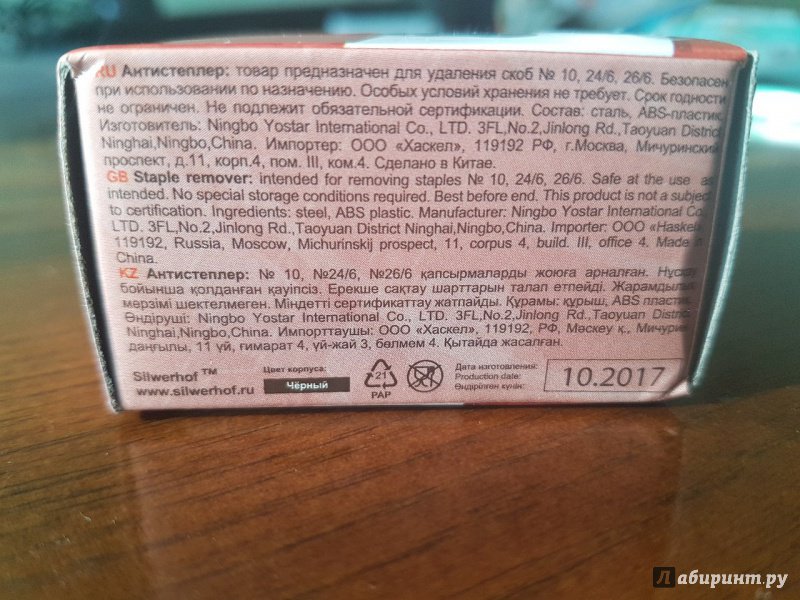 RU Антистеплер: товар предназначен для удаления скоб № 10, 24/6, 26/6. Безопасен
при использовании по назначению. Особых условий хранения не требует. Срок годности
не ограничен. Не подлежит обязательной сертификации. Состав: сталь, ABS-пластик.
Изготовитель: Ningbo Yostar International Co., LTD. 3FL,No.2,Jinlong Rd.,Taoyuan District
Ninghai,Ningbo,China. Импортер: ООО «Хаскел», 119192 РФ, г.Москва, Мичуринский
проспект, д.11, корп.4, пом. III, ком.4. Сделано в Китае.
GB Staple remover: intended for removing staples № 10, 24/6, 26/6. Safe at the use as
intended. No special storage conditions required. Best before end. This product is not a subject
to certification. Ingredients: steel, ABS plastic. Manufacturer: Ningbo Yostar International Co
LTD. 3FL,No.2,Jinlong Rd.,Taoyuan District Ninghai,Ningbo,China. Importer: OOO «Haskel»
119192, Russia, Moscow, Michurinskij prospect, 11, corpus 4, build. III, office 4. Made in
China.
KZ Антистеплер: № 10, №24/6, №26/6 қапсырмаларды жоюға арналған. Нұсқау
бойынша қолданған қауіпсіз. Ерекше сақтау шарттарын талап етпейді. Жарамдылық
мерзімі шектелмеген. Міндетті сертификаттау жатпайды. Құрамы: құрыш, ABS пластик.
Өндіруші: Ningbo Yostar International Co., LTD. 3FL,No.2,Jinlong Rd.,Taoyuan District
Ninghai,Ningbo,China. Импорттаушы: ООО «Хаскел», 119192, РФ, Мәскеу қ., Мичурин
даңғылы, 11 үй, ғимарат 4, үй-жай 3, бөлмем 4. Қытайда жасалған.
Silwerhof ™
www.silwerhof.ru
Цвет корпуса:
Чёрный
21
PAP
Дата изготовления:
Production date:
Өндірілген күнін:
10.2017
Лабиринт.ру